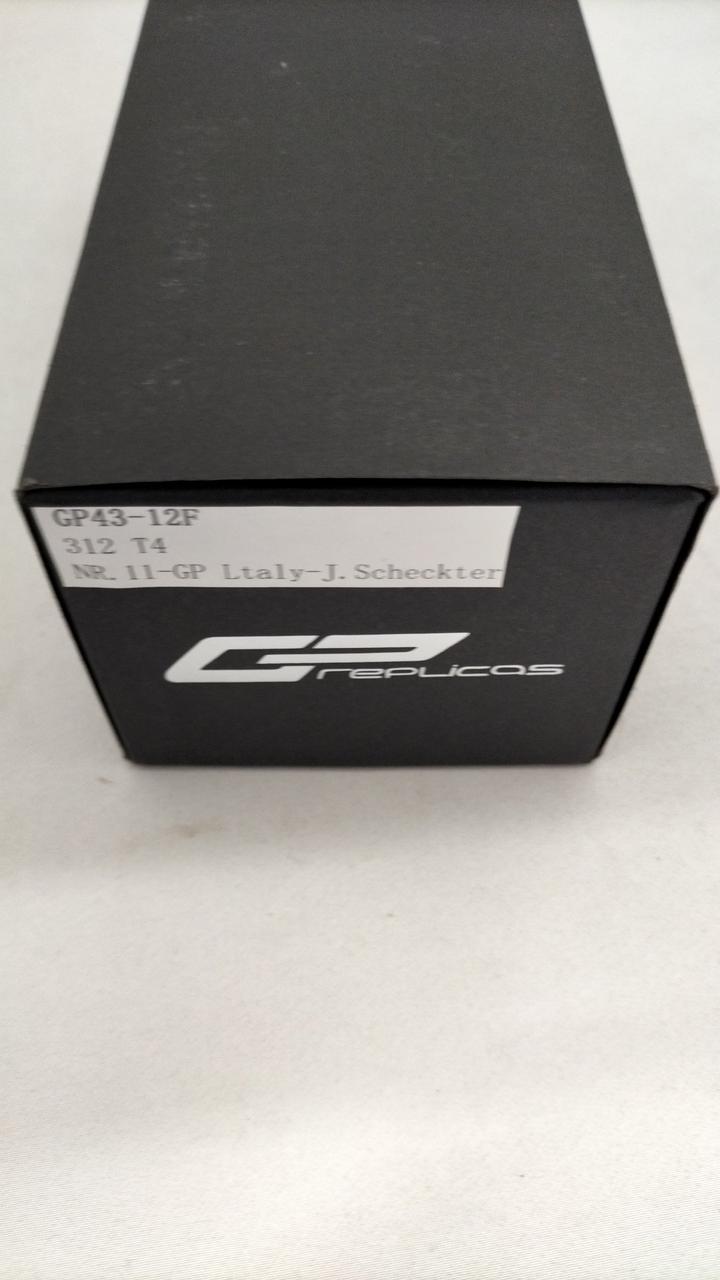 GP43-12F
312 T4
NR.11-GP Ltaly-J.Scheckter
GP replicas